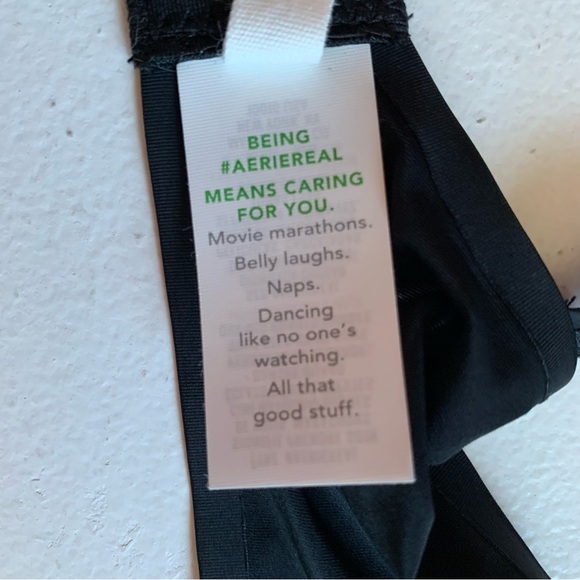 BEING
#AERIEREAL
MEANS CARING
FOR YOU.
Movie marathons.
Belly laughs.
Naps.
Dancing
like no one's
watching.
All that
good stuff.